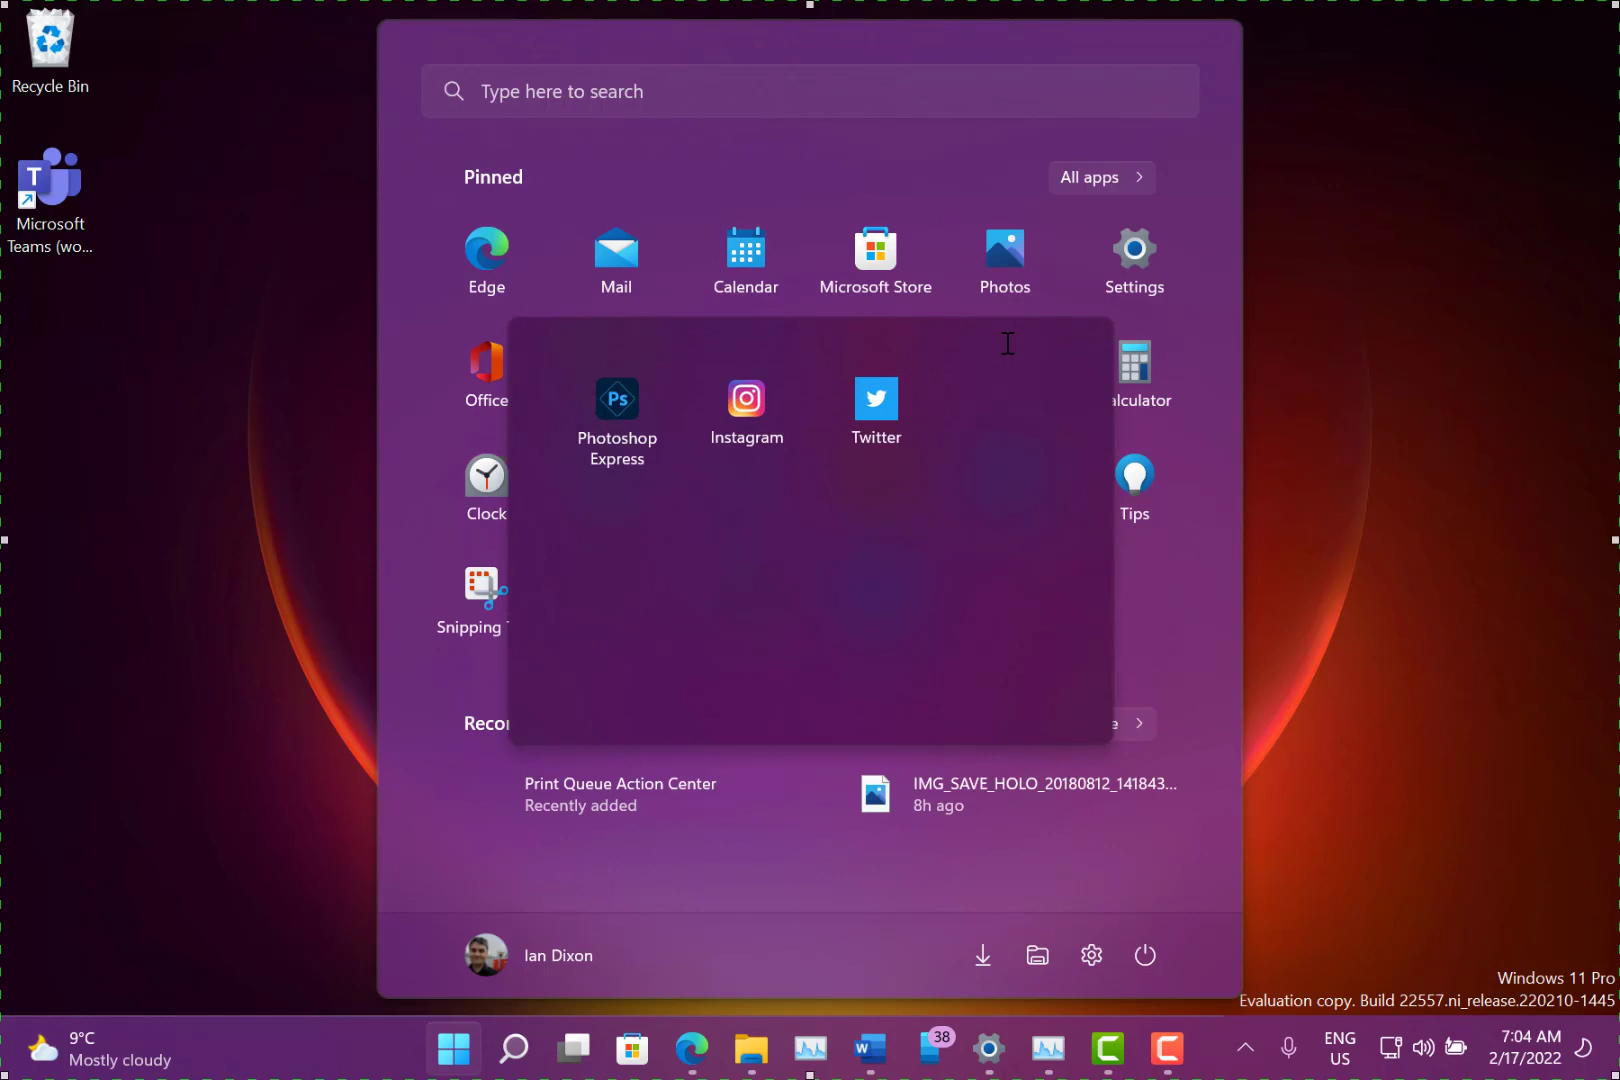 Recycle Bin
Microsoft
Teams (wo...
Type here to search
Pinned
All apps
Edge
Mail
Calendar
Microsoft Store
Photos
Settings
Office
Photoshop
Express
Instagram
Twitter
alculator
Clock
Tips
Snipping
Recor
e
Print Queue Action Center
Recently added
IMG_SAVE_HOLO_20180812_141843...
8h ago
Ian Dixon
Windows 11 Pro
Evaluation copy. Build 22557.ni_release.220210-1445
9°C
Mostly cloudy
38
ENG
US
7:04 AM
2/17/2022